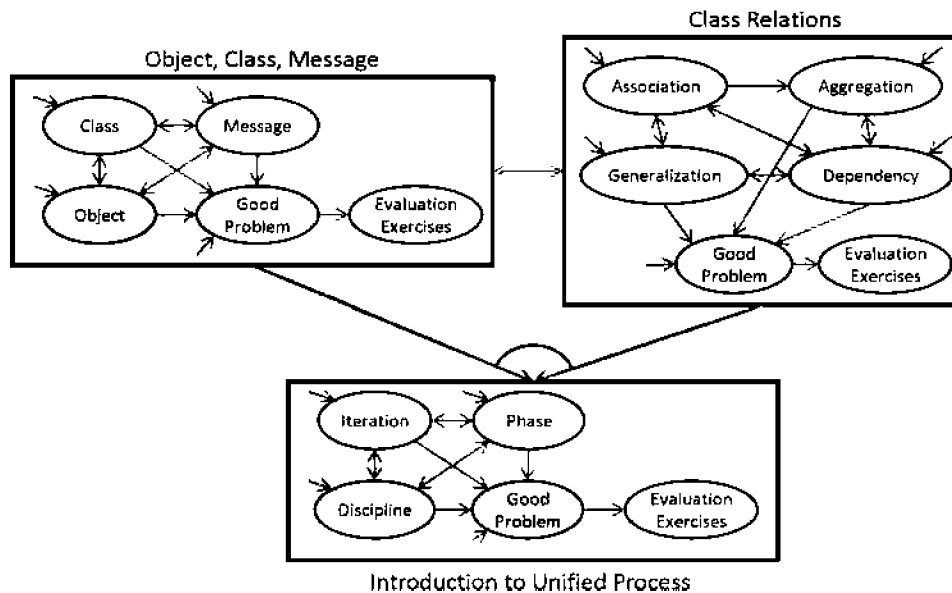 Object, Class, Message
Class
Message
Object
Good
Problem
Evaluation
Exercises
Class Relations
Association
Aggregation
Generalization
Dependency
Good
Problem
Evaluation
Exercises
Iteration
Phase
Discipline
Good
Problem
Evaluation
Exercises
Introduction to Unified Process